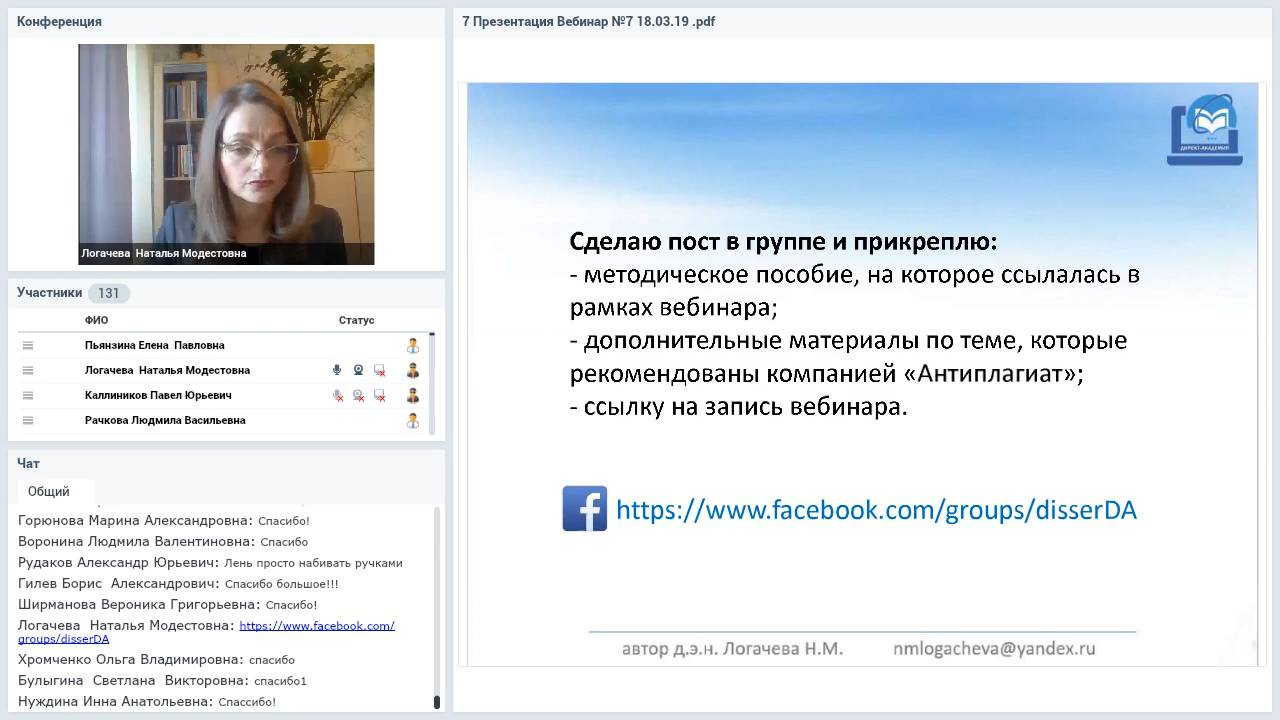 Конференция
Логачева Наталья Модестовна
Участники 131
ФИО Статус
Пьянзина Елена Павловна
Логачева Наталья Модестовна
Каллиников Павел Юрьевич
Рачкова Людмила Васильевна
Чат
Общий
Горюнова Марина Александровна: Спасибо!
Воронина Людмила Валентиновна: Спасибо
Рудаков Александр Юрьевич: Лень просто набивать ручками
Гилев Борис Александрович: Спасибо большое!!!
Ширманова Вероника Григорьевна: Спасибо!
Логачева Наталья Модестовна: https://www.facebook.com/
groups/disserDA
Хромченко Ольга Владимировна: спасибо
Булыгина Светлана Викторовна: спасибо1
Нуждина Инна Анатольевна: Спассибо!
7 Презентация Вебинар №7 18.03.19 .pdf
ДИРЕКТ-АКАДЕМИЯ
Сделаю пост в группе и прикреплю:
- методическое пособие, на которое ссылалась в
рамках вебинара;
- дополнительные материалы по теме, которые
рекомендованы компанией «Антиплагиат»;
- ссылку на запись вебинара.
https://www.facebook.com/groups/disserDA
автор д.э.н. Логачева Н.М. nmlogacheva@yandex.ru